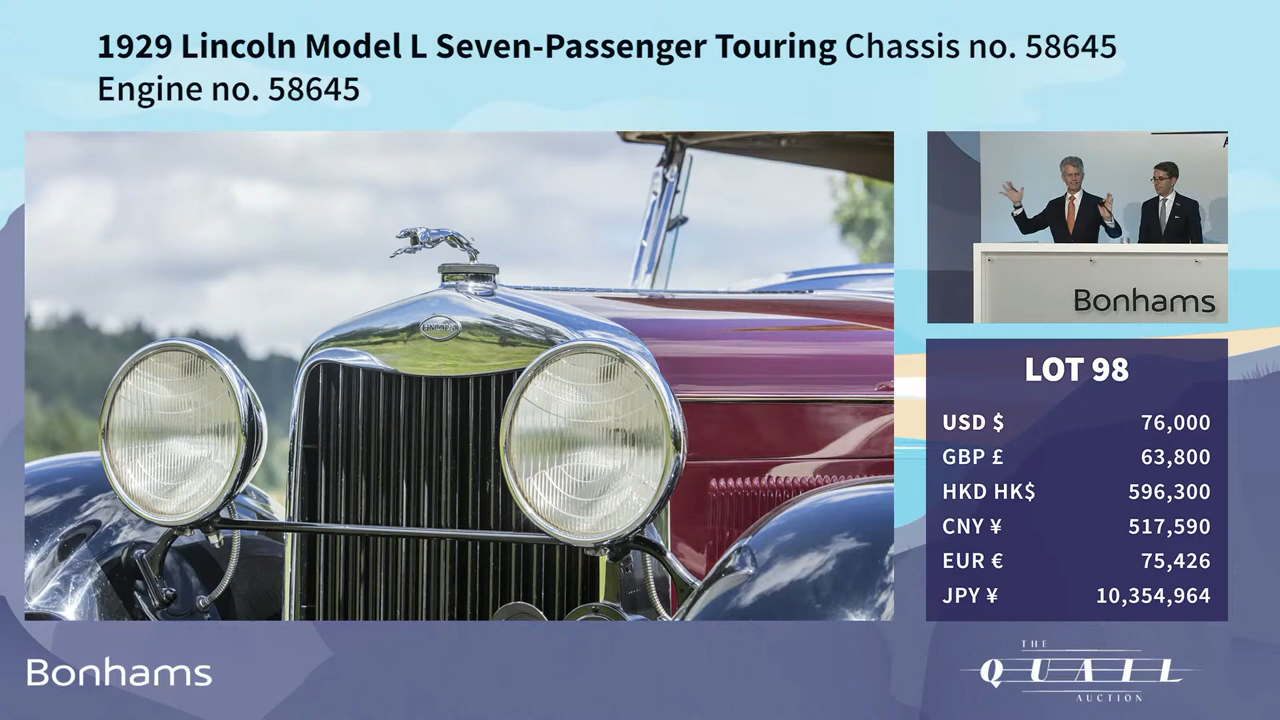 1929 Lincoln Model L Seven-Passenger Touring Chassis no. 58645
Engine no. 58645
LINCOLN
Bonhams
LOT 98
USD $ 76,000
GBP £ 63,800
HKD HK$ 596,300
CNY ¥ 517,590
EUR € 75,426
JPY ¥ 10,354,964
Bonhams
THE
QUAIL
AUCTION